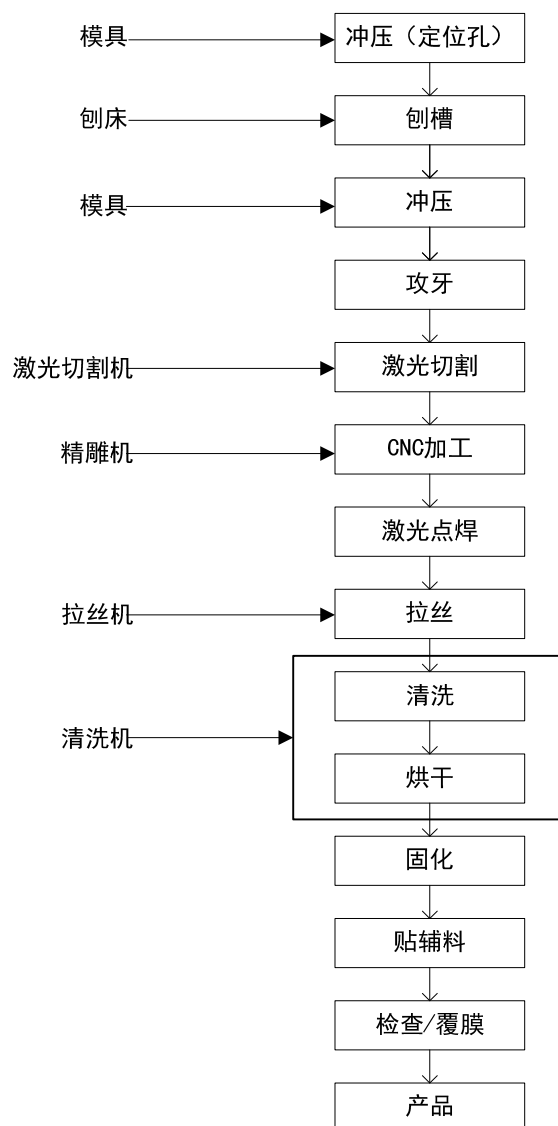 模具
冲压（定位孔）
刨床
刨槽
模具
冲压
攻牙
激光切割机
激光切割
精雕机
CNC加工
激光点焊
拉丝机
拉丝
清洗
清洗机
烘干
固化
贴辅料
检查/覆膜
产品